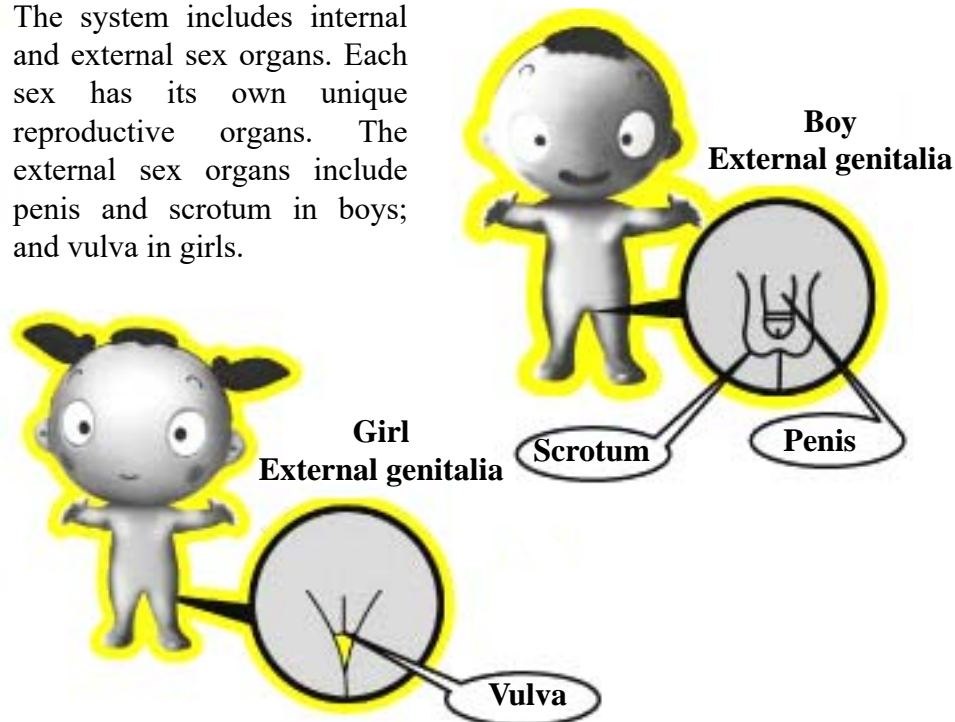 The system includes internal
and external sex organs. Each
sex has its own unique
reproductive organs. The
external sex organs include
penis and scrotum in boys;
and vulva in girls.
Boy
External genitalia
Scrotum
Penis
Girl
External genitalia
Vulva